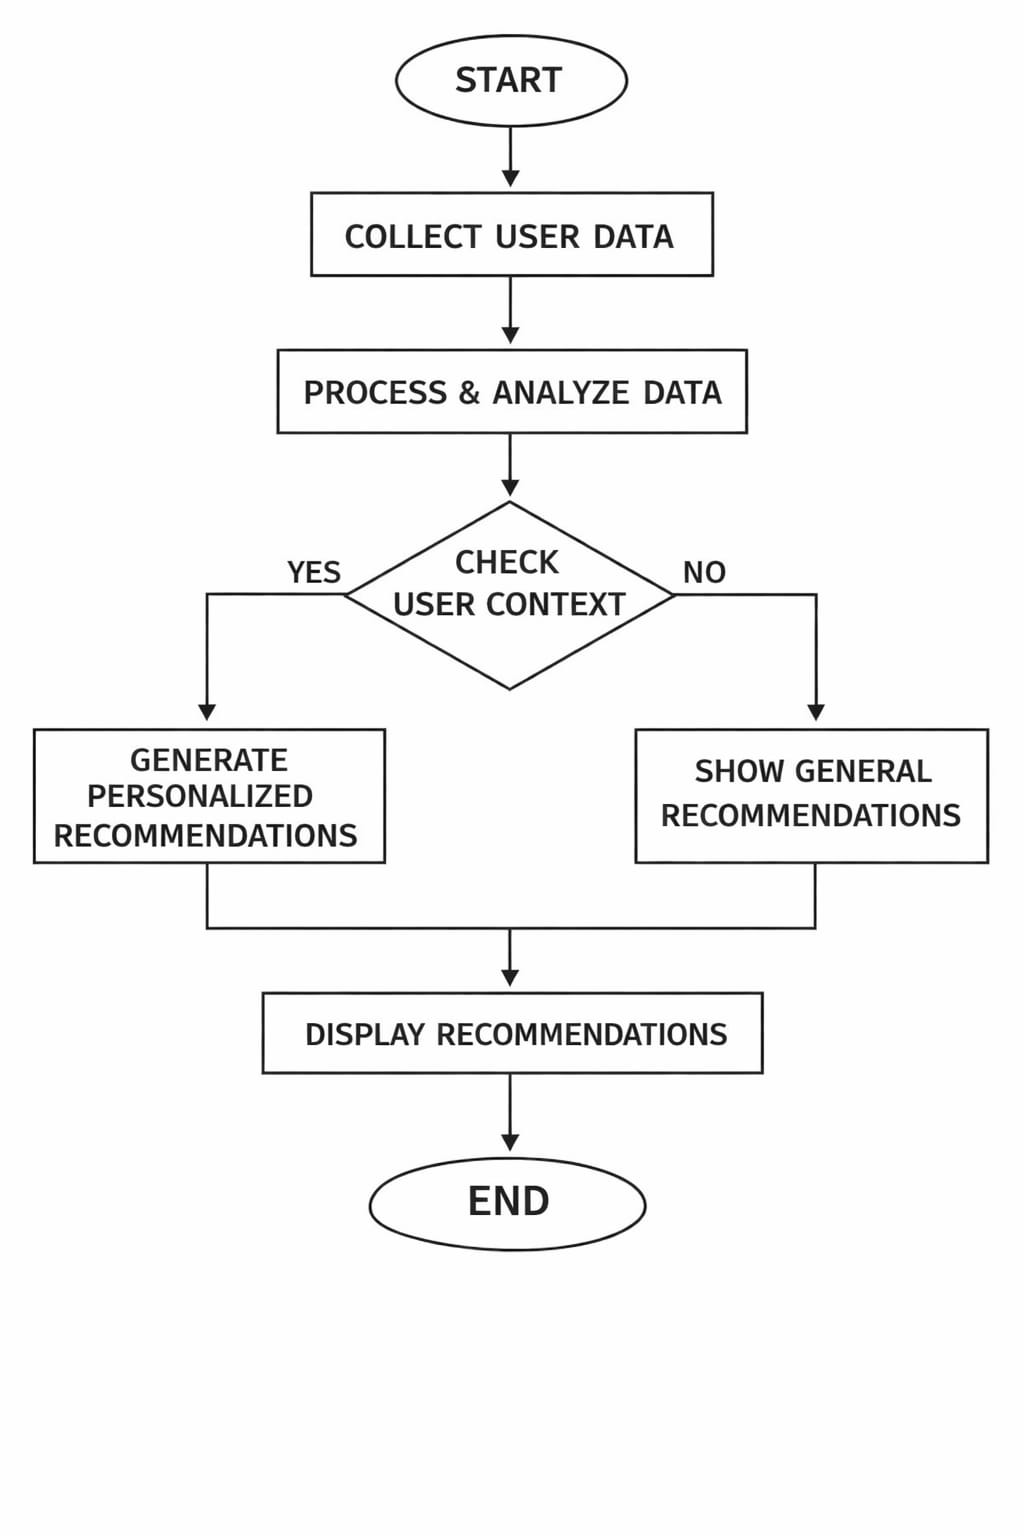 START
COLLECT USER DATA
PROCESS & ANALYZE DATA
CHECK
USER CONTEXT
YES
NO
GENERATE
PERSONALIZED
RECOMMENDATIONS
SHOW GENERAL
RECOMMENDATIONS
DISPLAY RECOMMENDATIONS
END